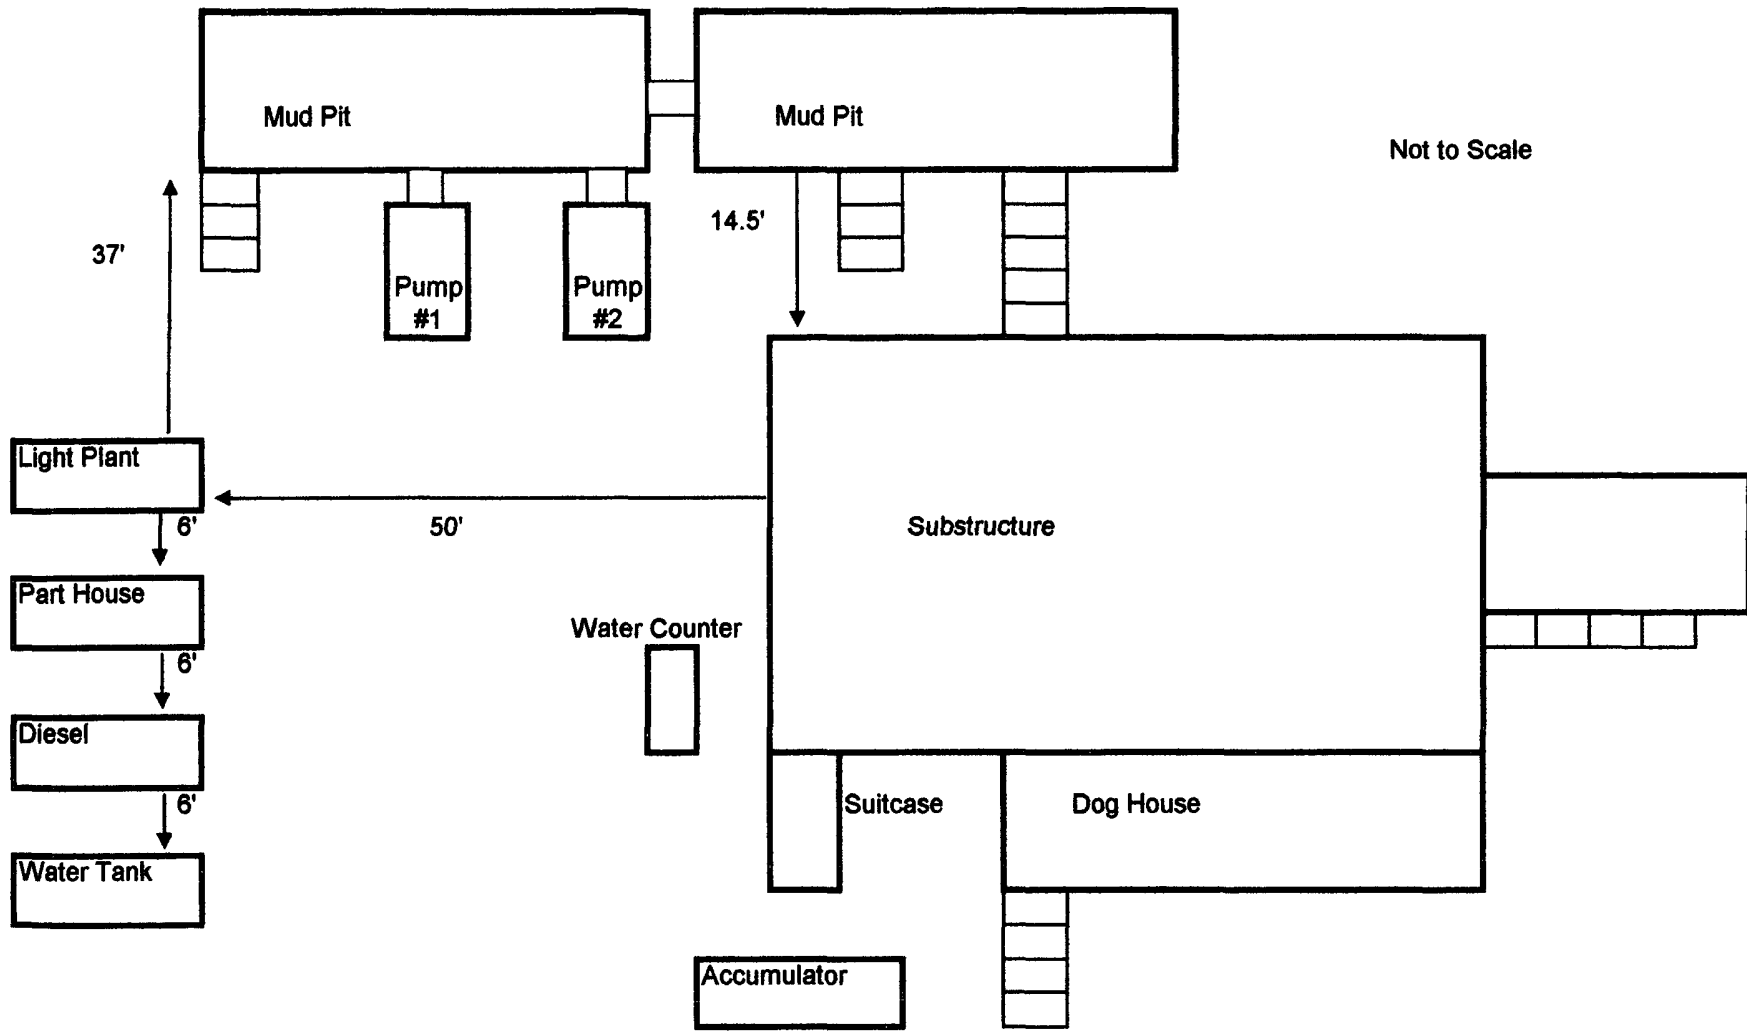 Mud Pit
Mud Pit
Not to Scale
14.5'
37'
Pump
#1
Pump
#2
Light Plant
6'
50'
Substructure
Part House
Water Counter
6'
Diesel
6'
Suitcase
Dog House
Water Tank
Accumulator